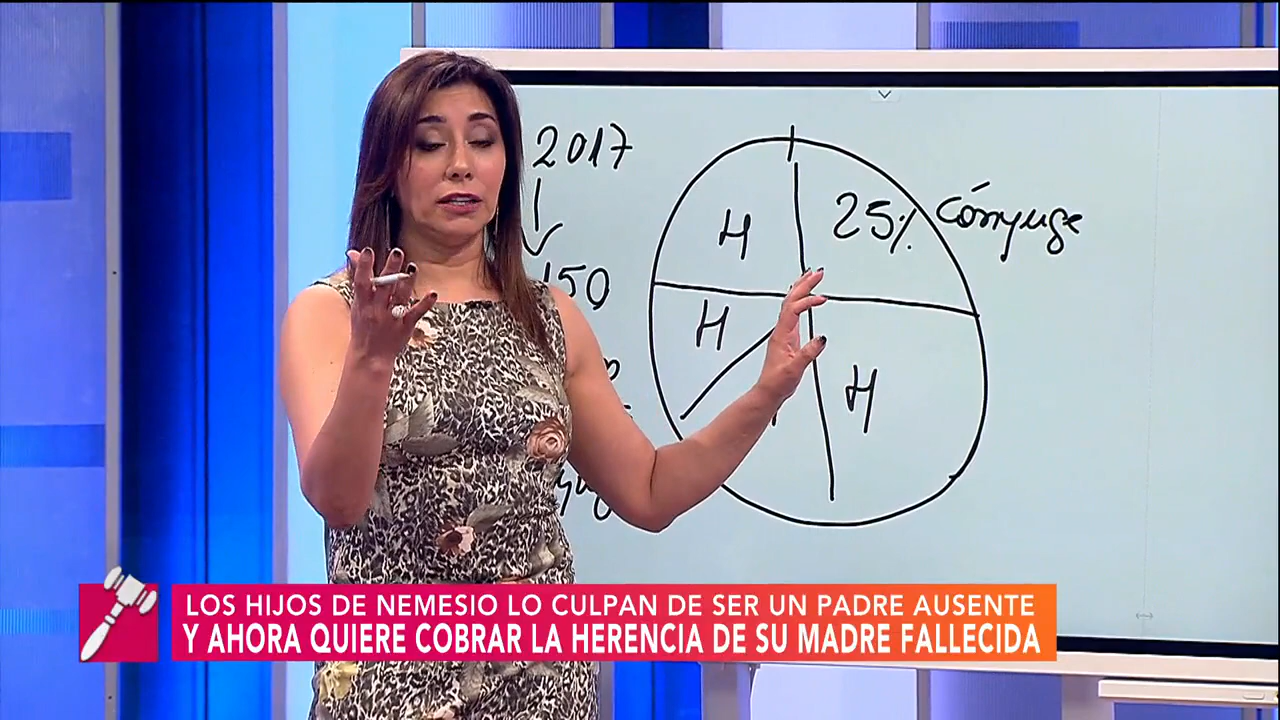 2017
150
H
25% Cónyuge
H
H
LOS HIJOS DE NEMESIO LO CULPAN DE SER UN PADRE AUSENTE
Y AHORA QUIERE COBRAR LA HERENCIA DE SU MADRE FALLECIDA